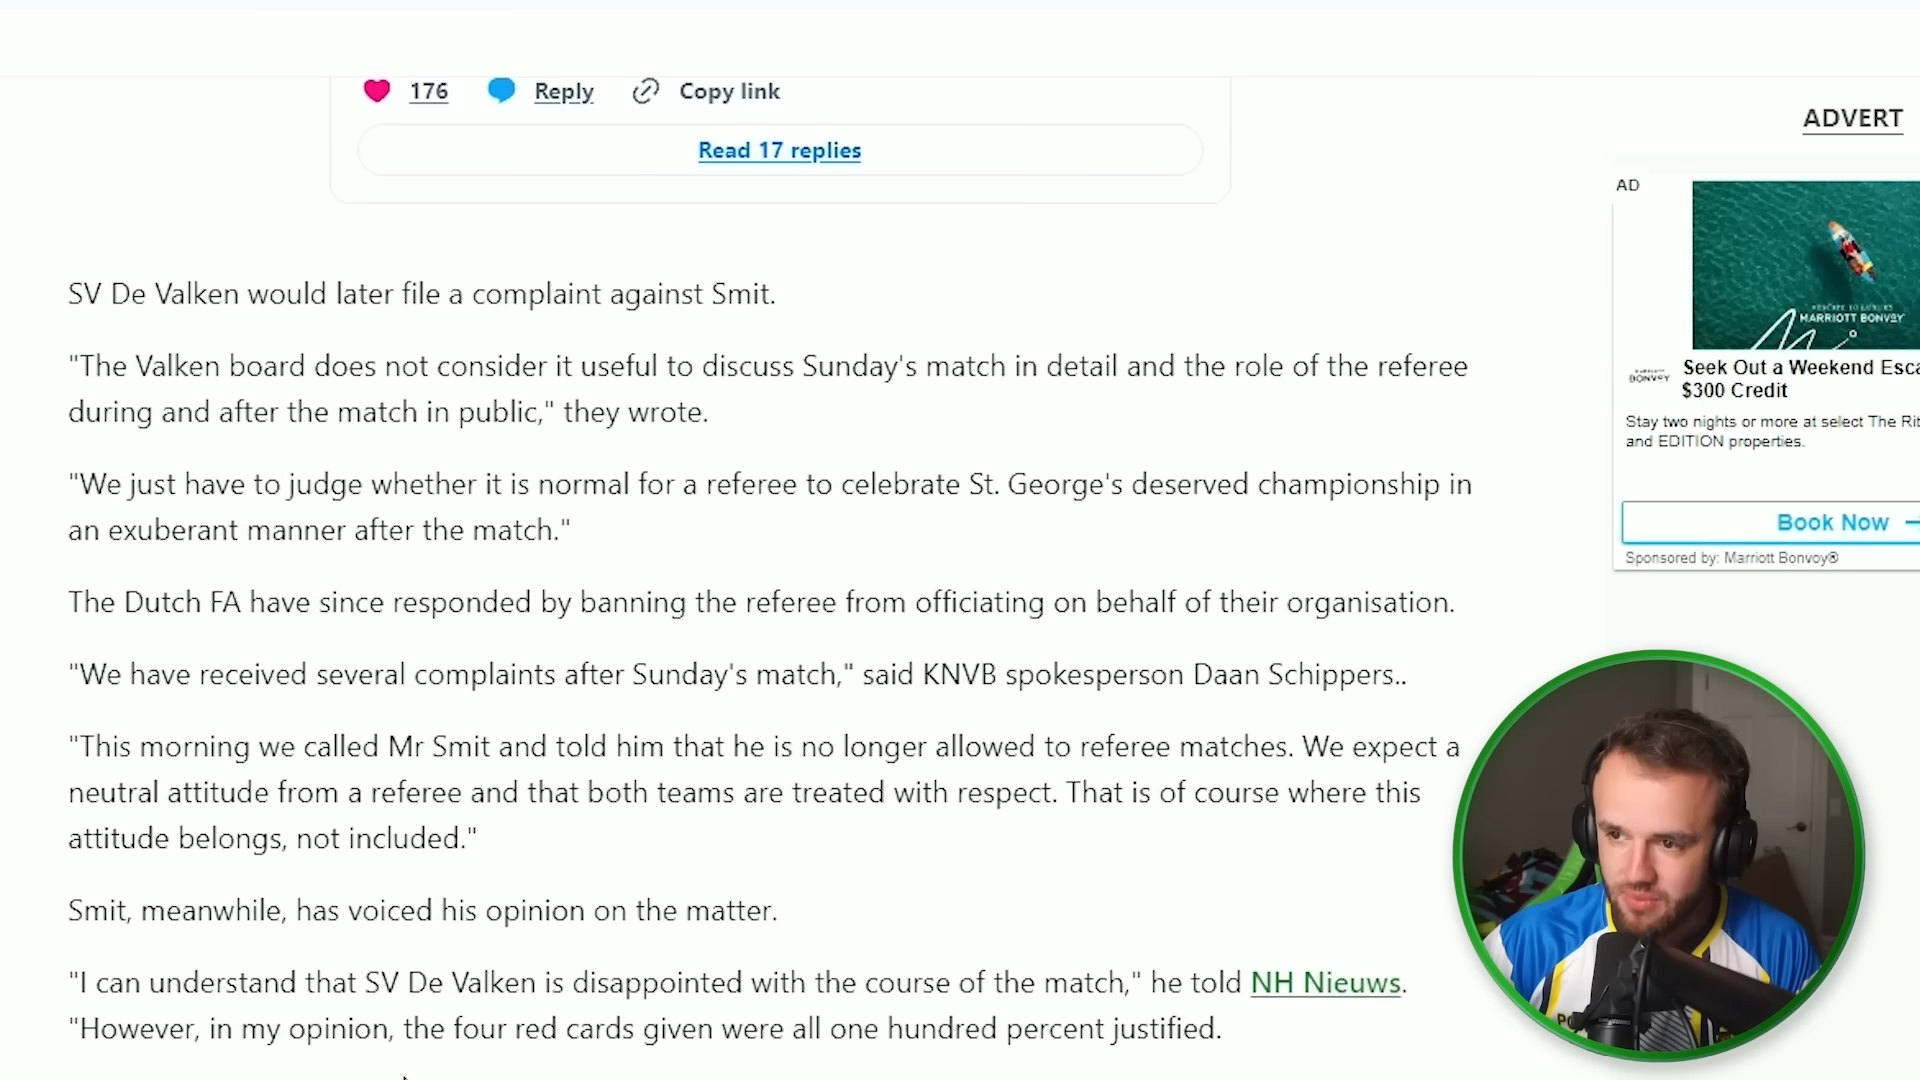 176 Reply Copy link
Read 17 replies
ADVERT
AD
MARRIOTT BONVOY
BONVOY
Seek Out a Weekend Esca
$300 Credit
Stay two nights or more at select The Rit
and EDITION properties.
Book Now
Sponsored by: Marriott Bonvoy®
SV De Valken would later file a complaint against Smit.
"The Valken board does not consider it useful to discuss Sunday's match in detail and the role of the referee
during and after the match in public," they wrote.
"We just have to judge whether it is normal for a referee to celebrate St. George's deserved championship in
an exuberant manner after the match."
The Dutch FA have since responded by banning the referee from officiating on behalf of their organisation.
"We have received several complaints after Sunday's match," said KNVB spokesperson Daan Schippers..
"This morning we called Mr Smit and told him that he is no longer allowed to referee matches. We expect a
neutral attitude from a referee and that both teams are treated with respect. That is of course where this
attitude belongs, not included."
Smit, meanwhile, has voiced his opinion on the matter.
"I can understand that SV De Valken is disappointed with the course of the match," he told NH Nieuws.
"However, in my opinion, the four red cards given were all one hundred percent justified.